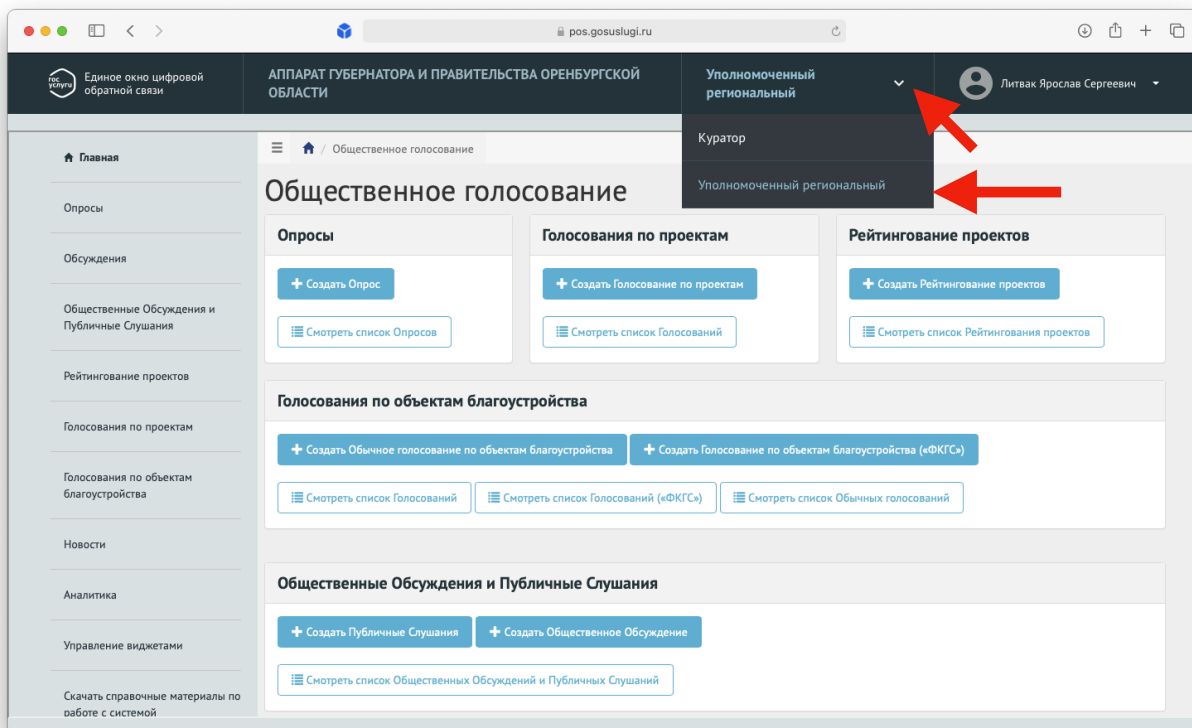 pos.gosuslugi.ru
гос
услуги
Единое окно цифровой
обратной связи
АППАРАТ ГУБЕРНАТОРА И ПРАВИТЕЛЬСТВА ОРЕНБУРГСКОЙ
ОБЛАСТИ
Уполномоченный
региональный
Литвак Ярослав Сергеевич
Куратор
Уполномоченный региональный
Главная
Опросы
Обсуждения
Общественные Обсуждения и
Публичные Слушания
Рейтингование проектов
Голосования по проектам
Голосования по объектам
благоустройства
Новости
Аналитика
Управление виджетами
Скачать справочные материалы по
работе с системой
/ Общественное голосование
Общественное голосование
Опросы
+ Создать Опрос
Смотреть список Опросов
Голосования по проектам
+ Создать Голосование по проектам
Смотреть список Голосований
Рейтингование проектов
+ Создать Рейтингование проектов
Смотреть список Рейтингования проектов
Голосования по объектам благоустройства
+ Создать Обычное голосование по объектам благоустройства
+ Создать Голосование по объектам благоустройства («ФКГС»)
Смотреть список Голосований
Смотреть список Голосований («ФКГС»)
Смотреть список Обычных голосований
Общественные Обсуждения и Публичные Слушания
+ Создать Публичные Слушания
+ Создать Общественное Обсуждение
Смотреть список Общественных Обсуждений и Публичных Слушаний